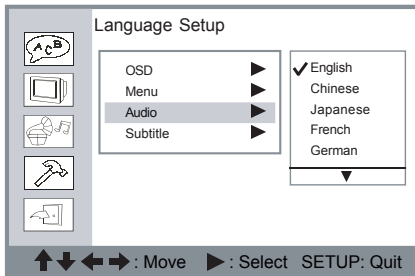 Language Setup
A C B
OSD
Menu
Audio
Subtitle
English
Chinese
Japanese
French
German
: Move : Select SETUP: Quit